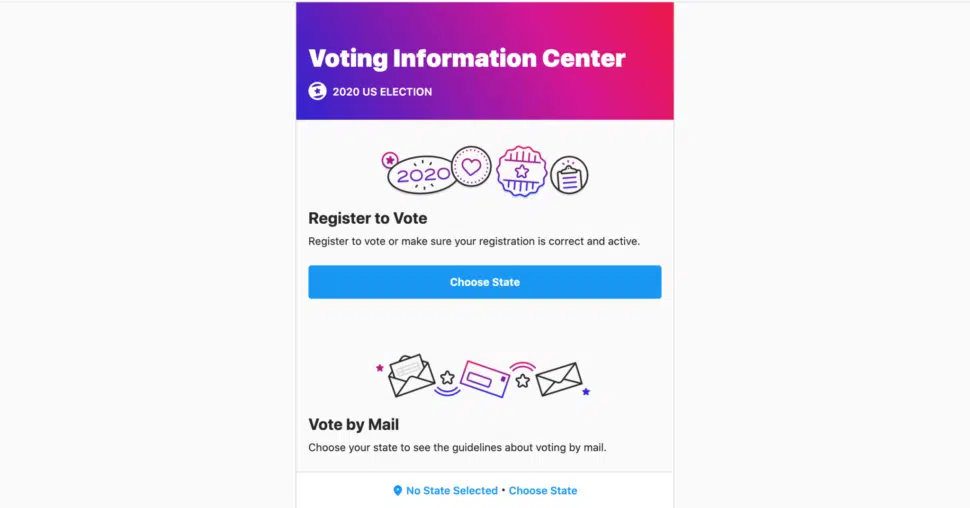 Voting Information Center
2020 US ELECTION
2020
Register to Vote
Register to vote or make sure your registration is correct and active.
Choose State
Vote by Mail
Choose your state to see the guidelines about voting by mail.
No State Selected • Choose State